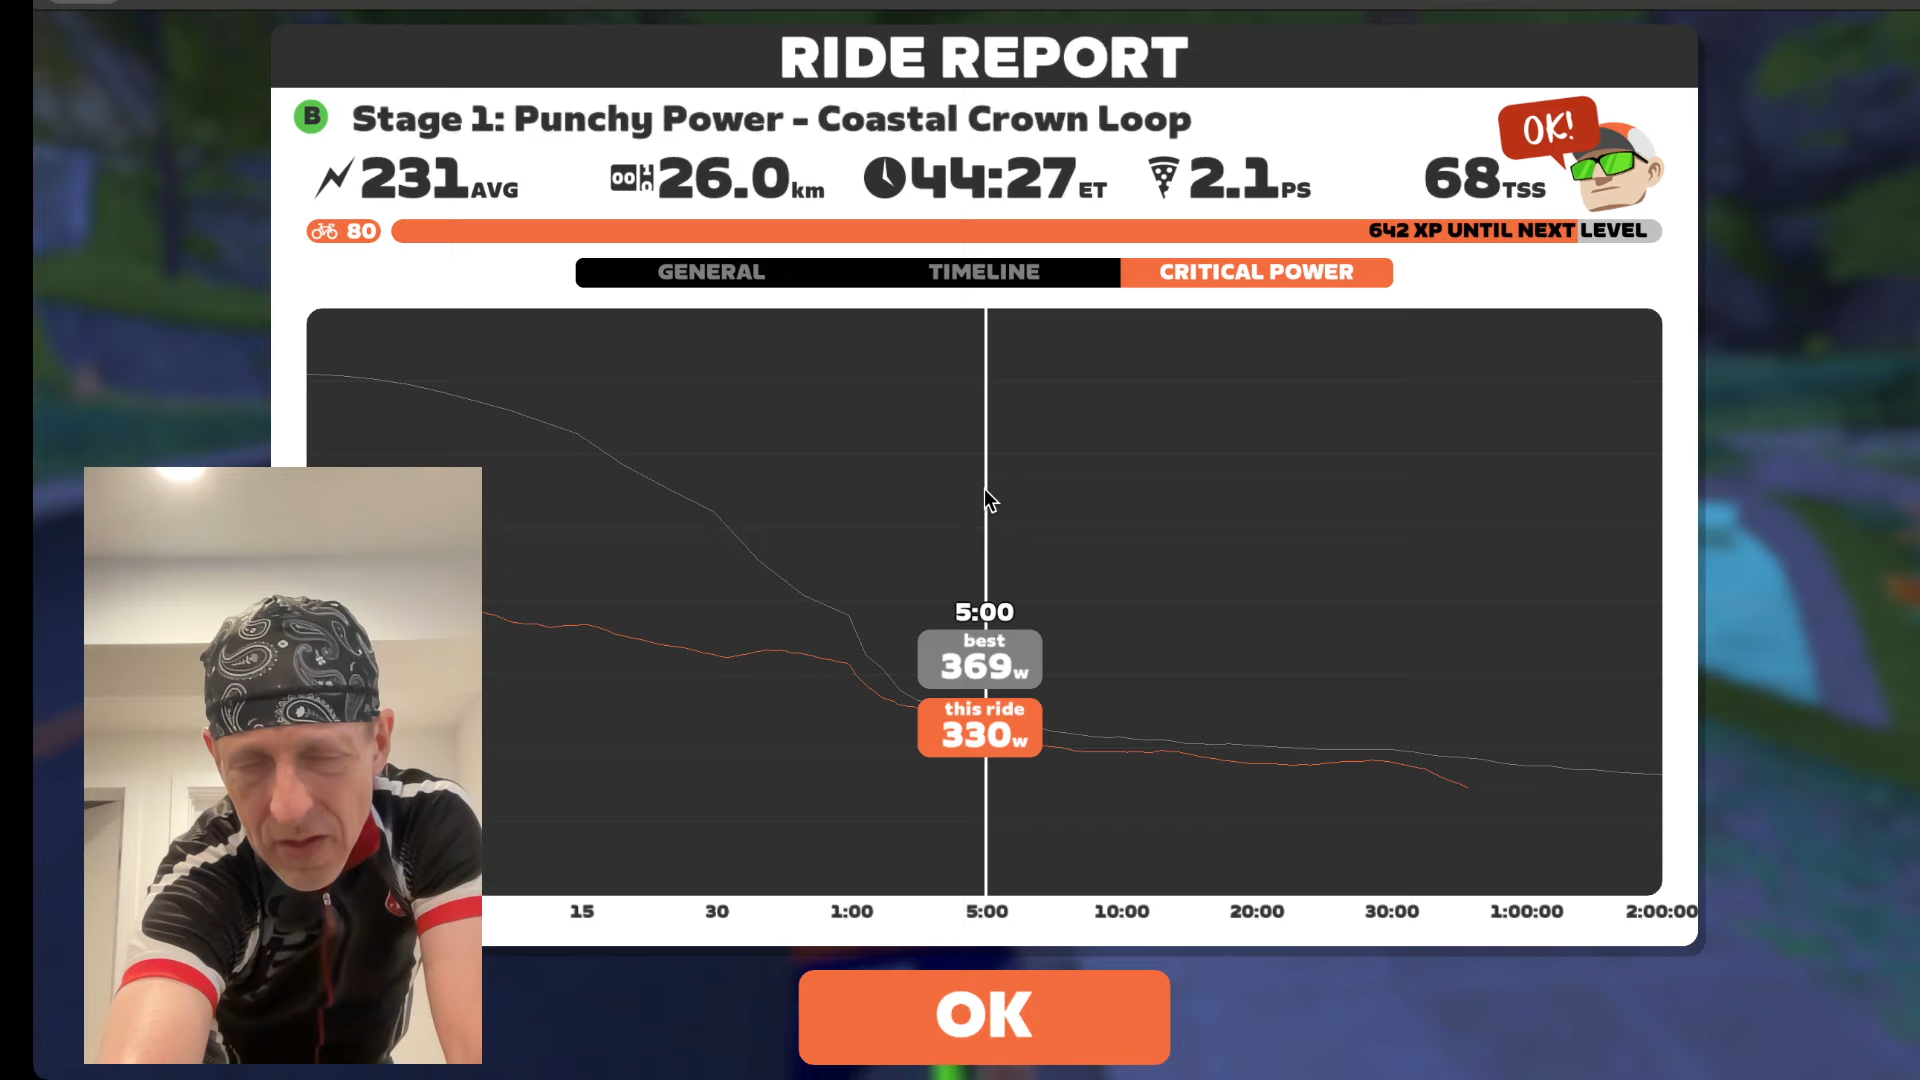 RIDE REPORT
B Stage 1: Punchy Power - Coastal Crown Loop
OK!
231AVG 26.0km 44:27ET 2.1PS 68TSS
80 642 XP UNTIL NEXT LEVEL
GENERAL TIMELINE CRITICAL POWER
5:00
best
369w
this ride
330w
15 30 1:00 5:00 10:00 20:00 30:00 1:00:00 2:00:00
OK